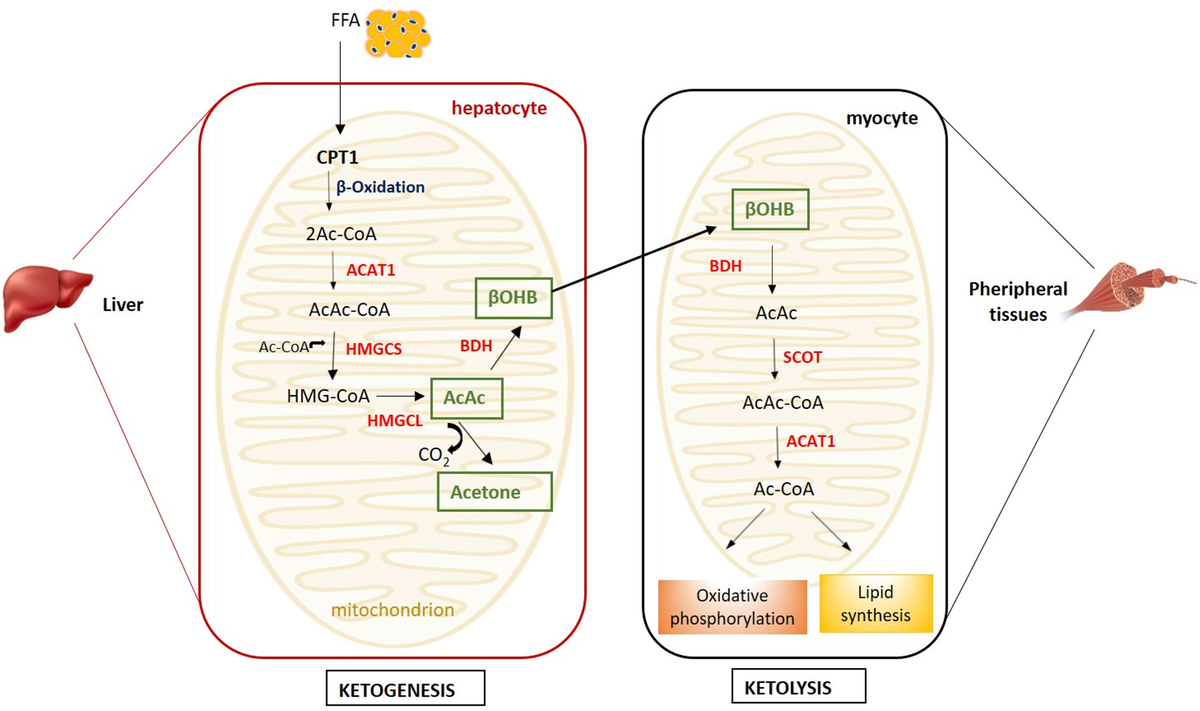 FFA
hepatocyte
CPT1
β-Oxidation
2Ac-CoA
ACAT1
AcAc-CoA
Ac-CoA
HMGCS
HMG-CoA
HMGCL
AcAc
BDH
βOHB
CO2
Acetone
mitochondrion
Liver
KETOGENESIS
myocyte
βOHB
BDH
AcAc
SCOT
AcAc-CoA
ACAT1
Ac-CoA
Oxidative
phosphorylation
Lipid
synthesis
Pheripheral
tissues
KETOLYSIS